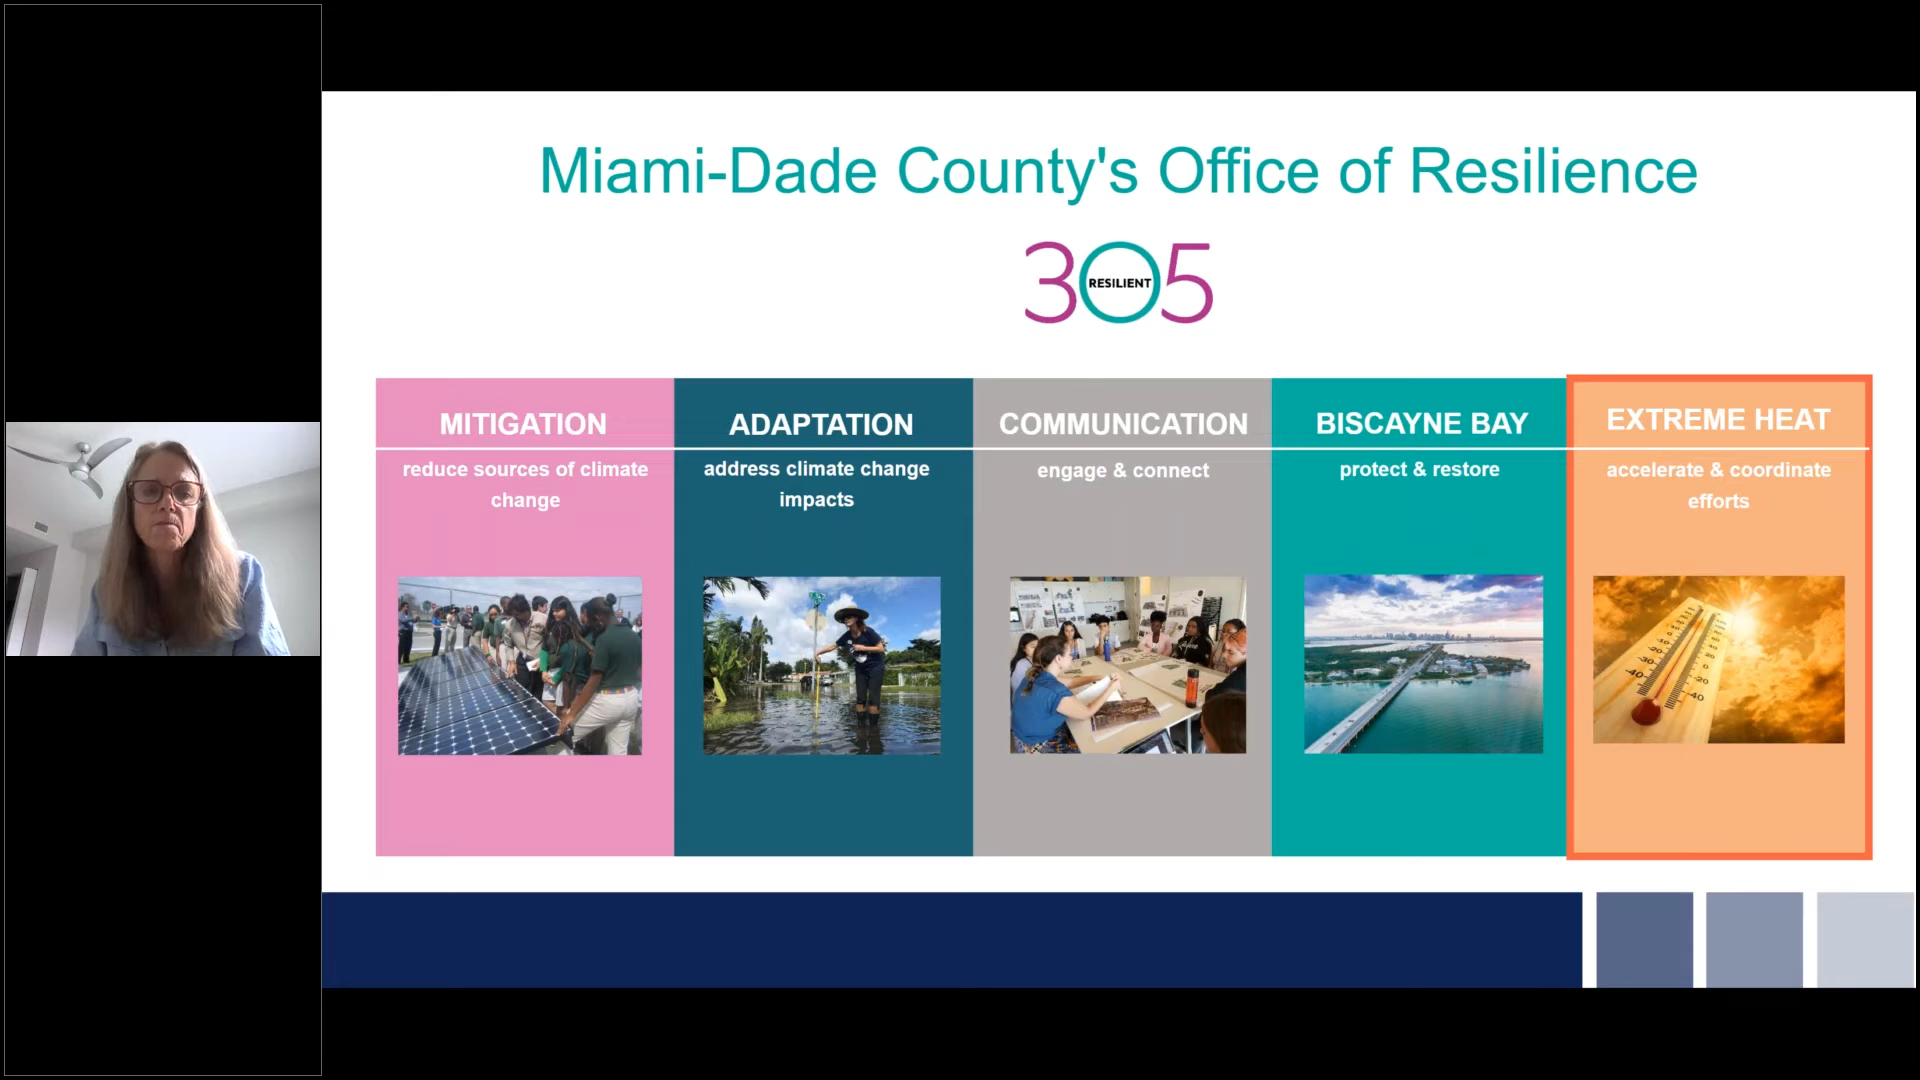 Miami-Dade County's Office of Resilience
305
RESILIENT
MITIGATION
reduce sources of climate
change
ADAPTATION
address climate change
impacts
COMMUNICATION
engage & connect
BISCAYNE BAY
protect & restore
EXTREME HEAT
accelerate & coordinate
efforts